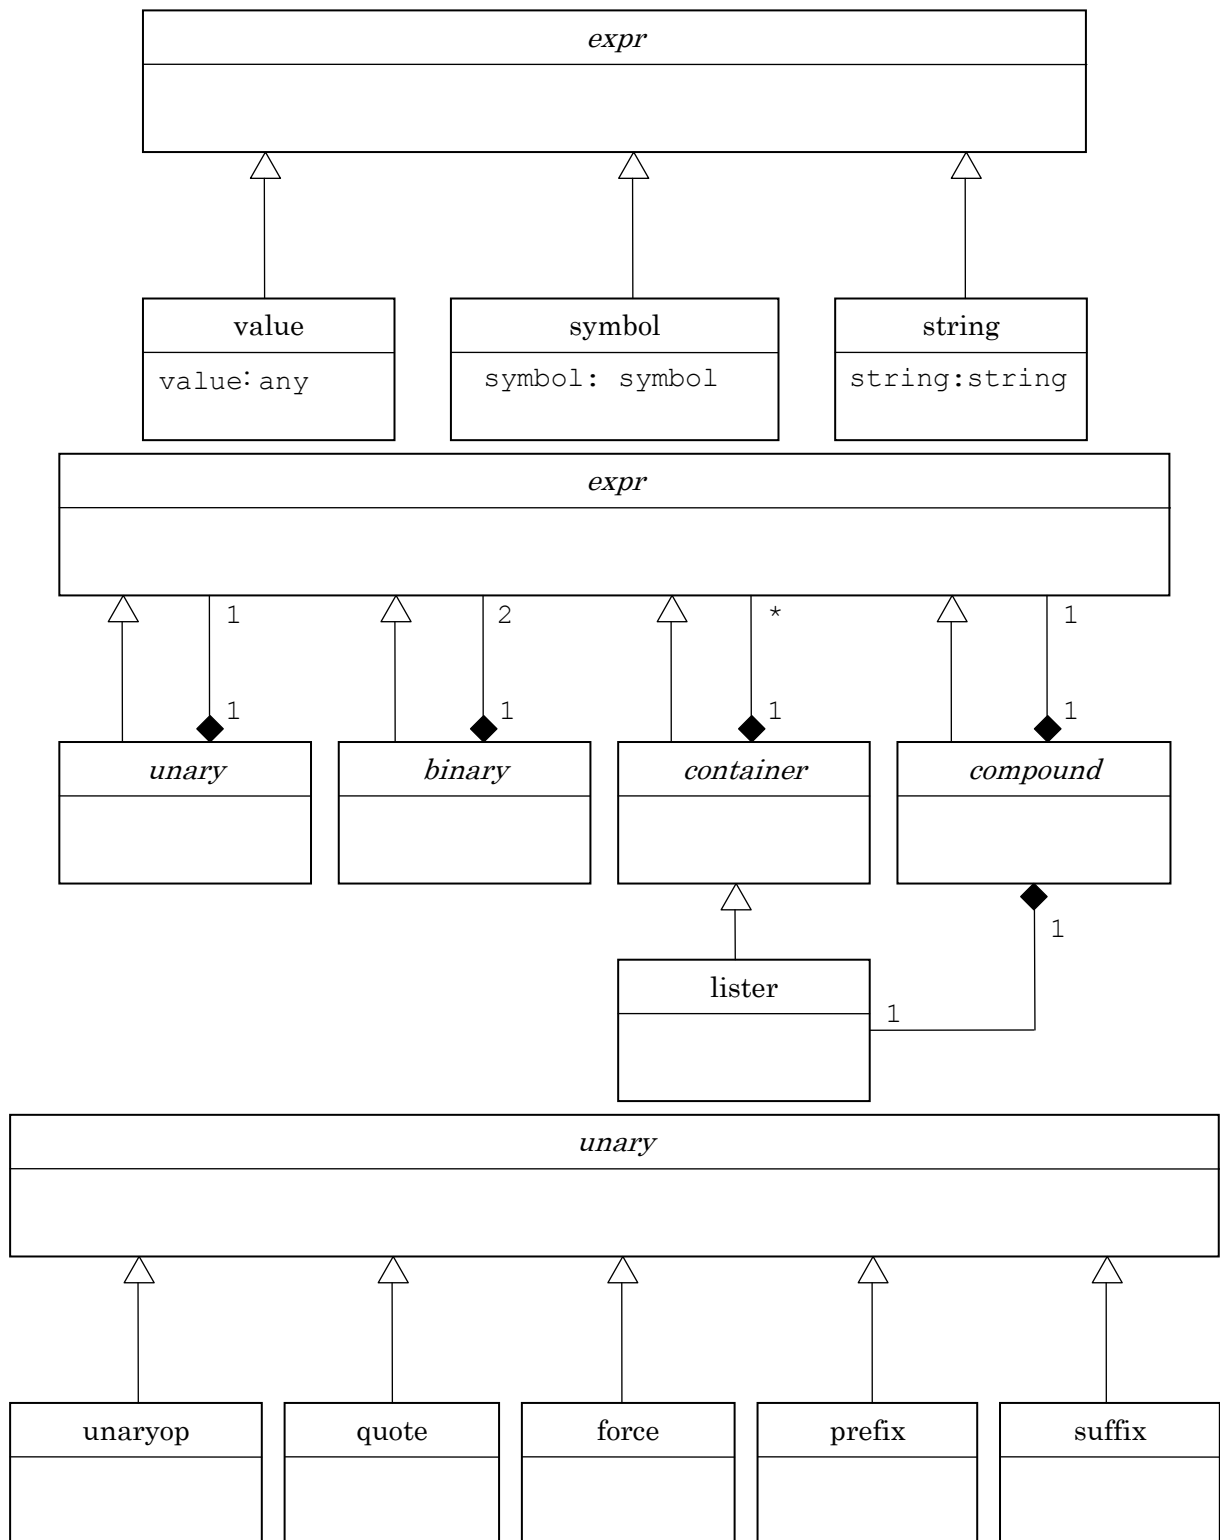 expr
value symbol string
value: any symbol: symbol string:string
expr
1 2 * 1
1 1 1 1
unary binary container compound
1
lister
1
unary
unaryop quote force prefix suffix